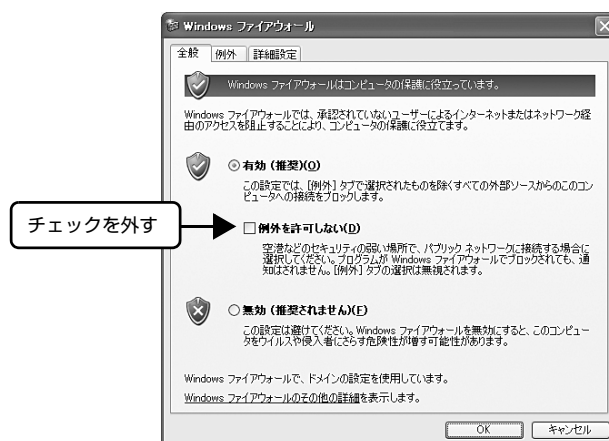 Windows ファイアウォール
全般
例外
詳細設定
Windows ファイアウォールはコンピュータの保護に役立っています。
Windows ファイアウォールでは、承認されていないユーザーによるインターネットまたはネットワーク経
由のアクセスを阻止することにより、コンピュータの保護に役立てます。
有効 (推奨)(O)
この設定では、[例外] タブで選択されたものを除くすべての外部ソースからのこのコン
ピュータへの接続をブロックします。
チェックを外す
例外を許可しない(D)
空港などのセキュリティの弱い場所で、パブリック ネットワークに接続する場合に
選択してください。プログラムが Windows ファイアウォールでブロックされても、通
知はされません。[例外] タブの選択は無視されます。
無効 (推奨されません)(F)
この設定は避けてください。Windows ファイアウォールを無効にすると、このコンピュー
タをウイルスや侵入者にさらす危険性が増す可能性があります。
Windows ファイアウォールで、ドメインの設定を使用しています。
Windows ファイアウォールのその他の詳細を表示します。
OK
キャンセル